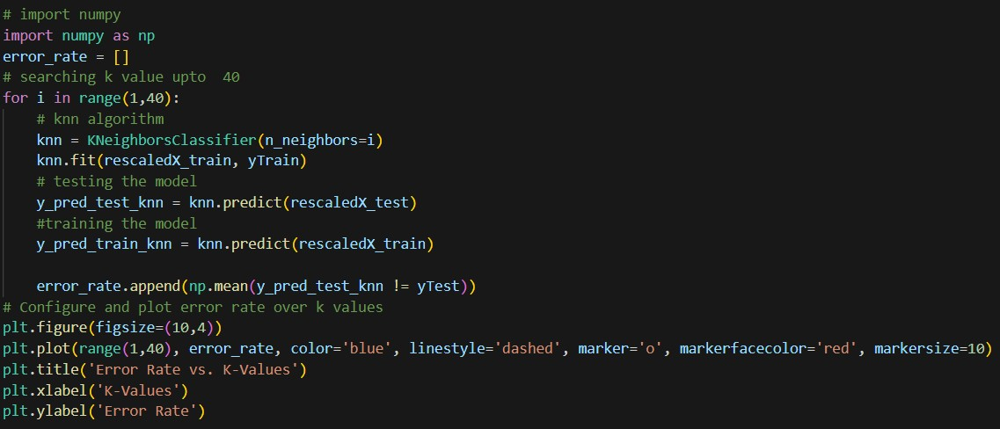 # import numpy
import numpy as np
error_rate = []
# searching k value upto  40
for i in range(1,40):
    # knn algorithm
    knn = KNeighborsClassifier(n_neighbors=i)
    knn.fit(rescaledX_train, yTrain)
    # testing the model
    y_pred_test_knn = knn.predict(rescaledX_test)
    #training the model
    y_pred_train_knn = knn.predict(rescaledX_train)

    error_rate.append(np.mean(y_pred_test_knn != yTest))
# Configure and plot error rate over k values
plt.figure(figsize=(10,4))
plt.plot(range(1,40), error_rate, color='blue', linestyle='dashed', marker='o', markerfacecolor='red', markersize=10)
plt.title('Error Rate vs. K-Values')
plt.xlabel('K-Values')
plt.ylabel('Error Rate')